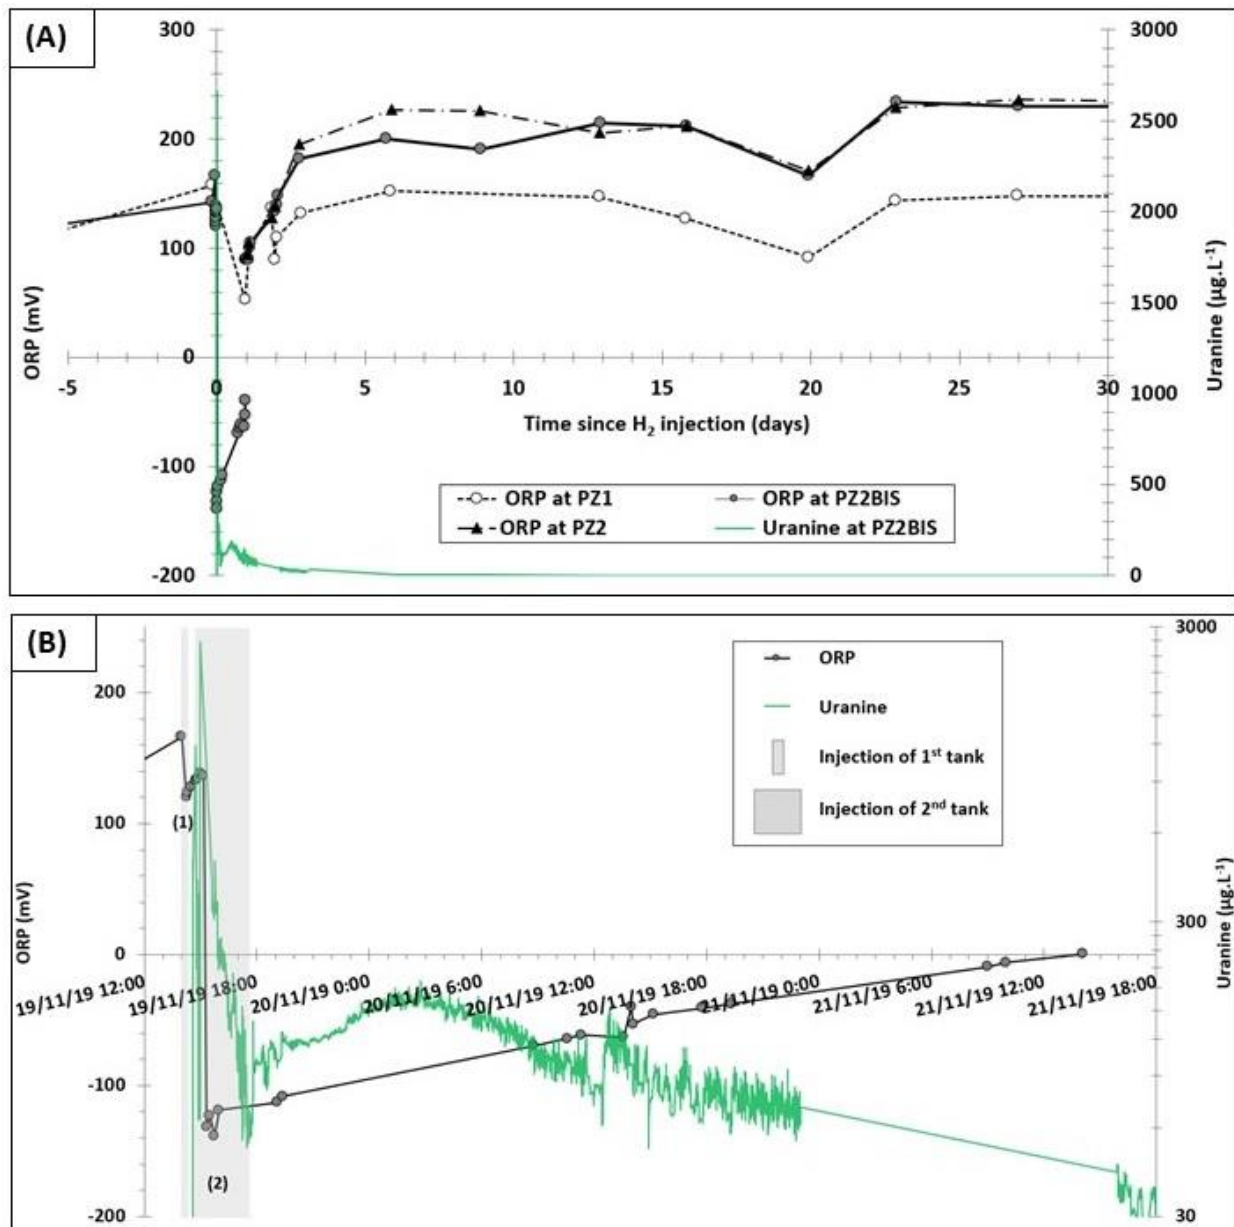 (A)
300
200
100
0
-100
-200
ORP (mV)
3000
2500
2000
1500
1000
500
0
Uranine (µg.L-1)
-5 0 5 10 15 20 25 30
Time since H2 injection (days)
ORP at PZ1 ORP at PZ2BIS
ORP at PZ2 Uranine at PZ2BIS
(B)
200
100
0
-100
-200
ORP (mV)
3000
300
30
Uranine (µg.L-1)
ORP
Uranine
Injection of 1st tank
Injection of 2nd tank
(1)
(2)
19/11/19 12:00 19/11/19 18:00 20/11/19 0:00 20/11/19 6:00 20/11/19 12:00 20/11/19 18:00 21/11/19 0:00 21/11/19 6:00 21/11/19 12:00 21/11/19 18:00